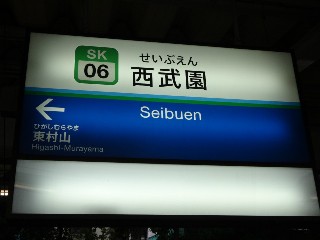 SK
06
せいぶえん
西武園
Seibuen
ひがしむらやま
東村山
Higashi-Murayama